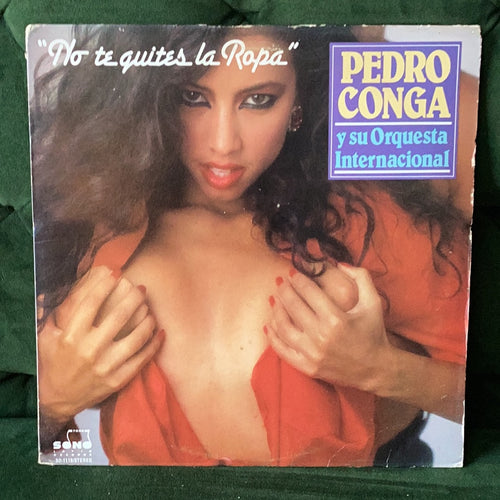 "No te quites la Ropa"
PEDRO
CONGA
y su Orquesta
Internacional
SONO